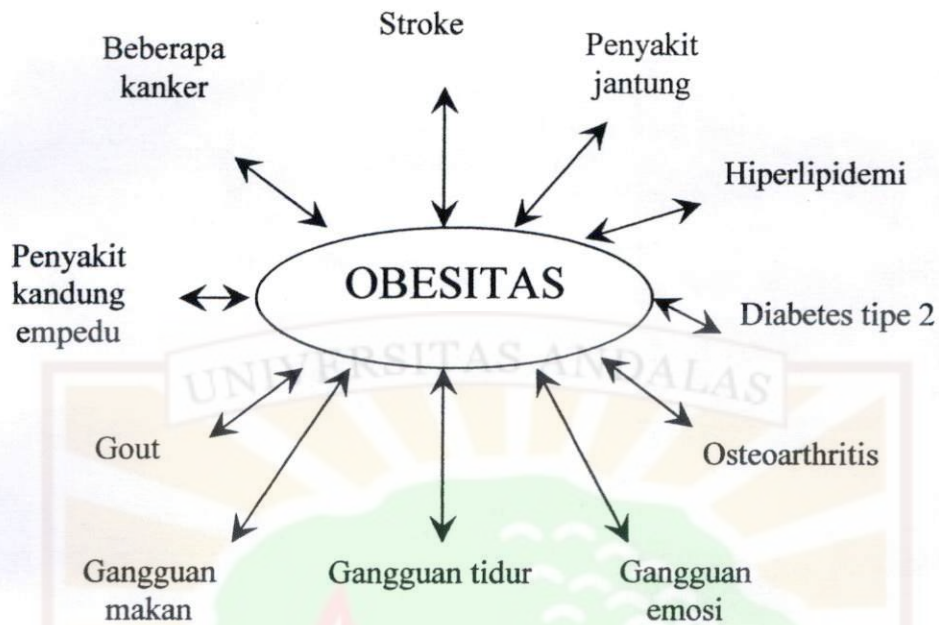 Stroke
Beberapa
kanker
Penyakit
jantung
Hiperlipidemi
Penyakit
kandung
empedu
OBESITAS
Diabetes tipe 2
UNIVERSITAS ANDALAS
Gout
Osteoarthritis
Gangguan
makan
Gangguan tidur
Gangguan
emosi